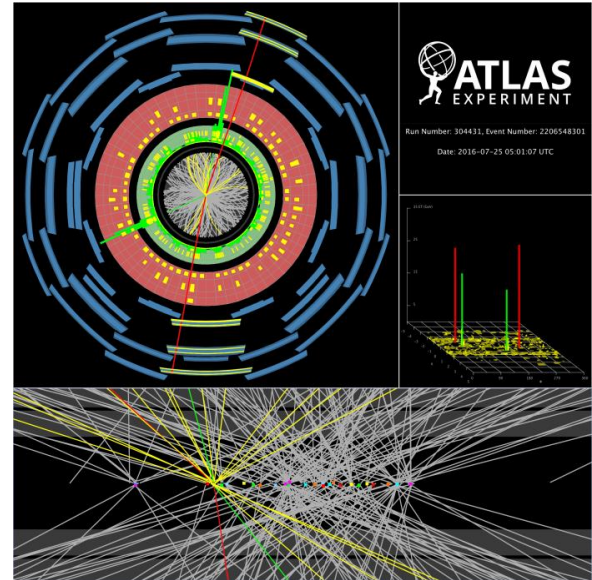 ATLAS
EXPERIMENT
Run Number: 304431, Event Number: 2206548301
Date: 2016-07-25 05:01:07 UTC